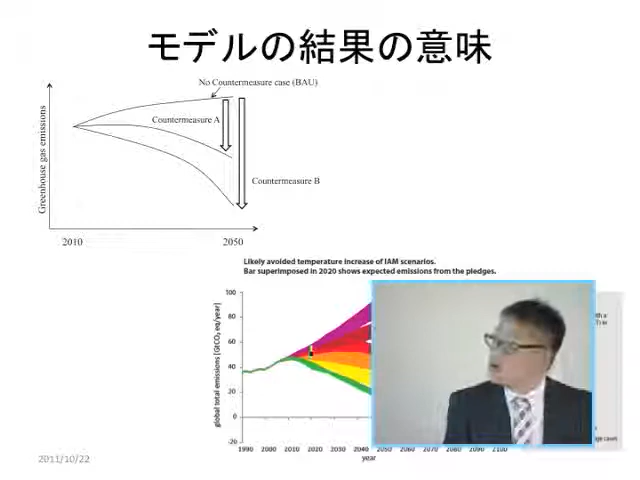 モデルの結果の意味
No Countermeasure case (BAU)
Countermeasure A
Countermeasure B
Greenhouse gas emissions
2010
2050
Likely avoided temperature increase of IAM scenarios.
Bar superimposed in 2020 shows expected emissions from the pledges.
global total emissions [GtCO₂ eq/year]
100
80
60
40
20
0
-20
1990 2000 2010 2020 2030 2040 2050 2060 2070 2080 2090 2100
year
2011/10/22